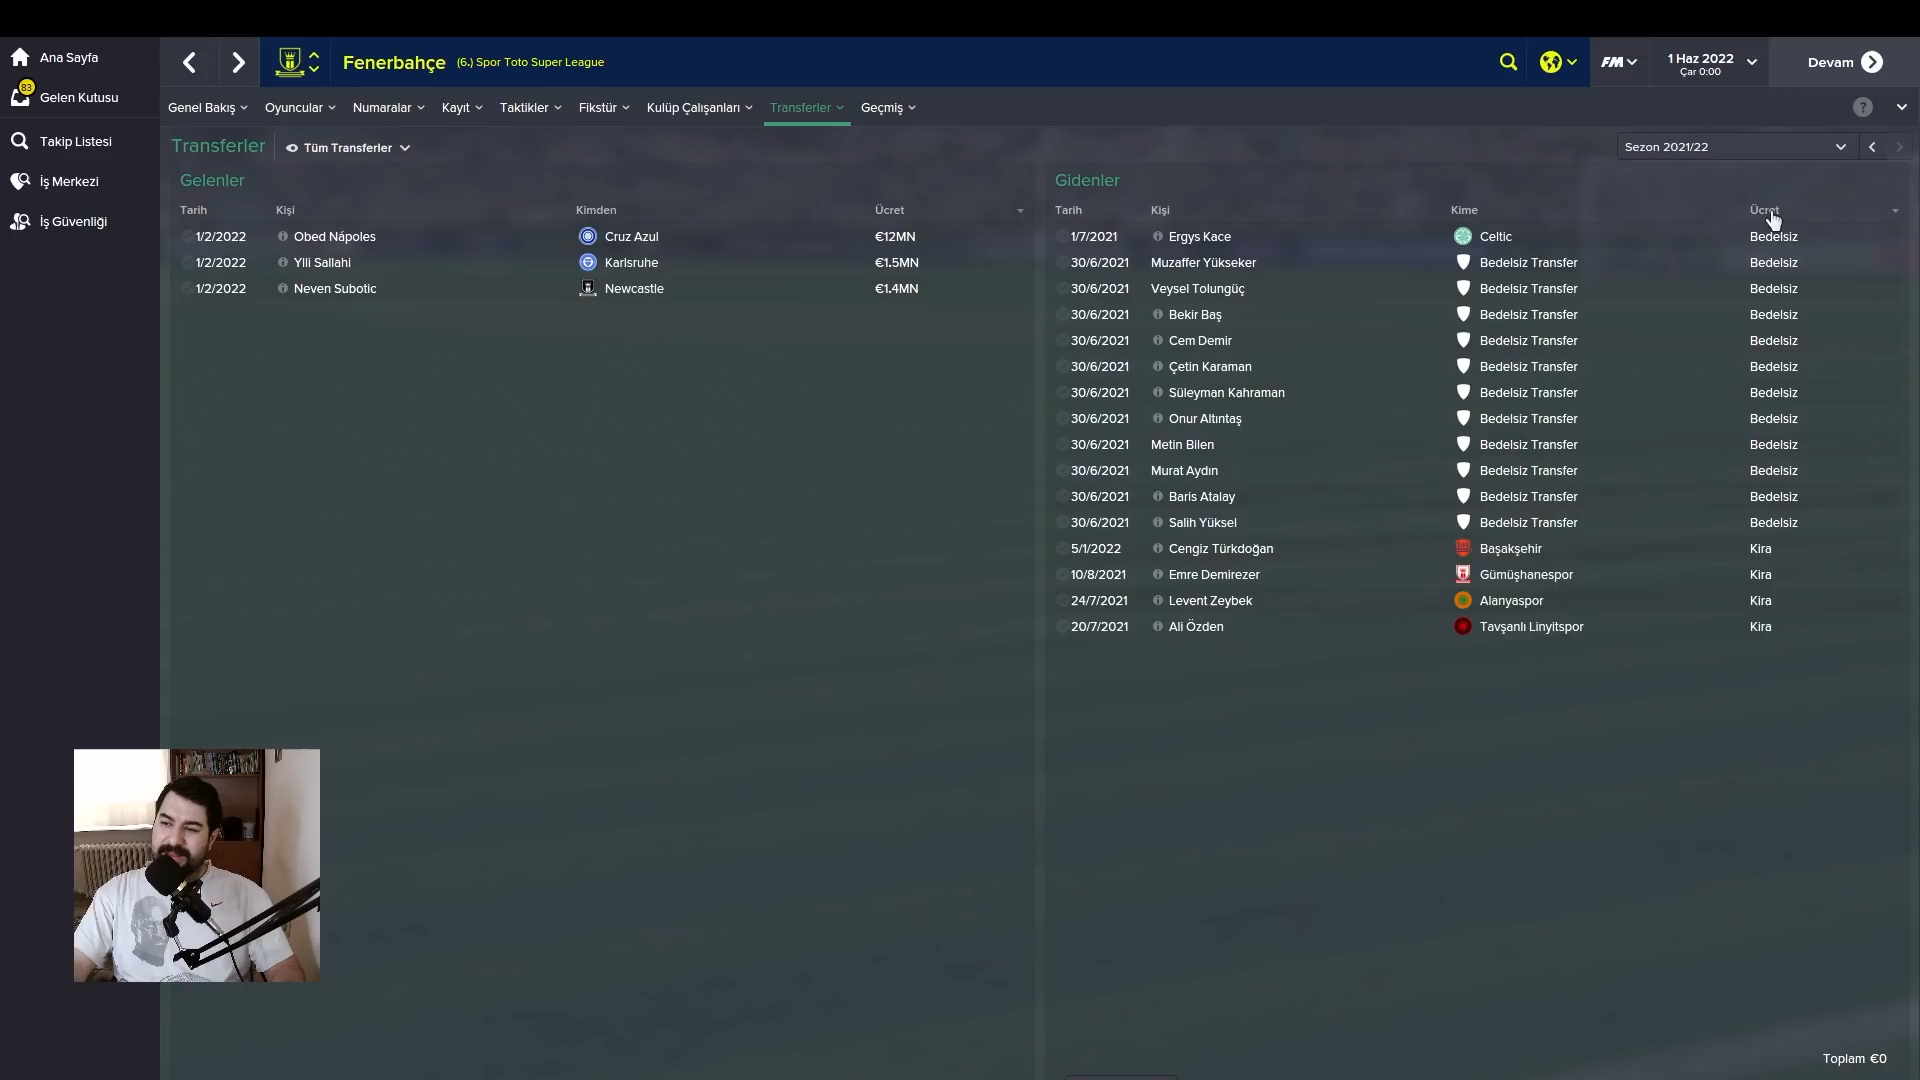 Ana Sayfa
83
Gelen Kutusu
Takip Listesi
İş Merkezi
İş Güvenliği
Fenerbahçe (6.) Spor Toto Super League
FM
1 Haz 2022
Çar 0:00
Devam
Genel Bakış Oyuncular Numaralar Kayıt Taktikler Fikstür Kulüp Çalışanları Transferler Geçmiş ?
Transferler Tüm Transferler
Sezon 2021/22
Gelenler
Tarih Kişi Kimden Ücret
1/2/2022 Obed Nápoles Cruz Azul €12MN
1/2/2022 Ylli Sallahi Karlsruhe €1.5MN
1/2/2022 Neven Subotic Newcastle €1.4MN
Gidenler
Tarih Kişi Kime Ücret
1/7/2021 Ergys Kace Celtic Bedelsiz
30/6/2021 Muzaffer Yükseker Bedelsiz Transfer Bedelsiz
30/6/2021 Veysel Tolungüç Bedelsiz Transfer Bedelsiz
30/6/2021 Bekir Baş Bedelsiz Transfer Bedelsiz
30/6/2021 Cem Demir Bedelsiz Transfer Bedelsiz
30/6/2021 Çetin Karaman Bedelsiz Transfer Bedelsiz
30/6/2021 Süleyman Kahraman Bedelsiz Transfer Bedelsiz
30/6/2021 Onur Altıntaş Bedelsiz Transfer Bedelsiz
30/6/2021 Metin Bilen Bedelsiz Transfer Bedelsiz
30/6/2021 Murat Aydın Bedelsiz Transfer Bedelsiz
30/6/2021 Baris Atalay Bedelsiz Transfer Bedelsiz
30/6/2021 Salih Yüksel Bedelsiz Transfer Bedelsiz
5/1/2022 Cengiz Türkdoğan Başakşehir Kira
10/8/2021 Emre Demirezer Gümüşhanespor Kira
24/7/2021 Levent Zeybek Alanyaspor Kira
20/7/2021 Ali Özden Tavşanlı Linyitspor Kira
Toplam €0